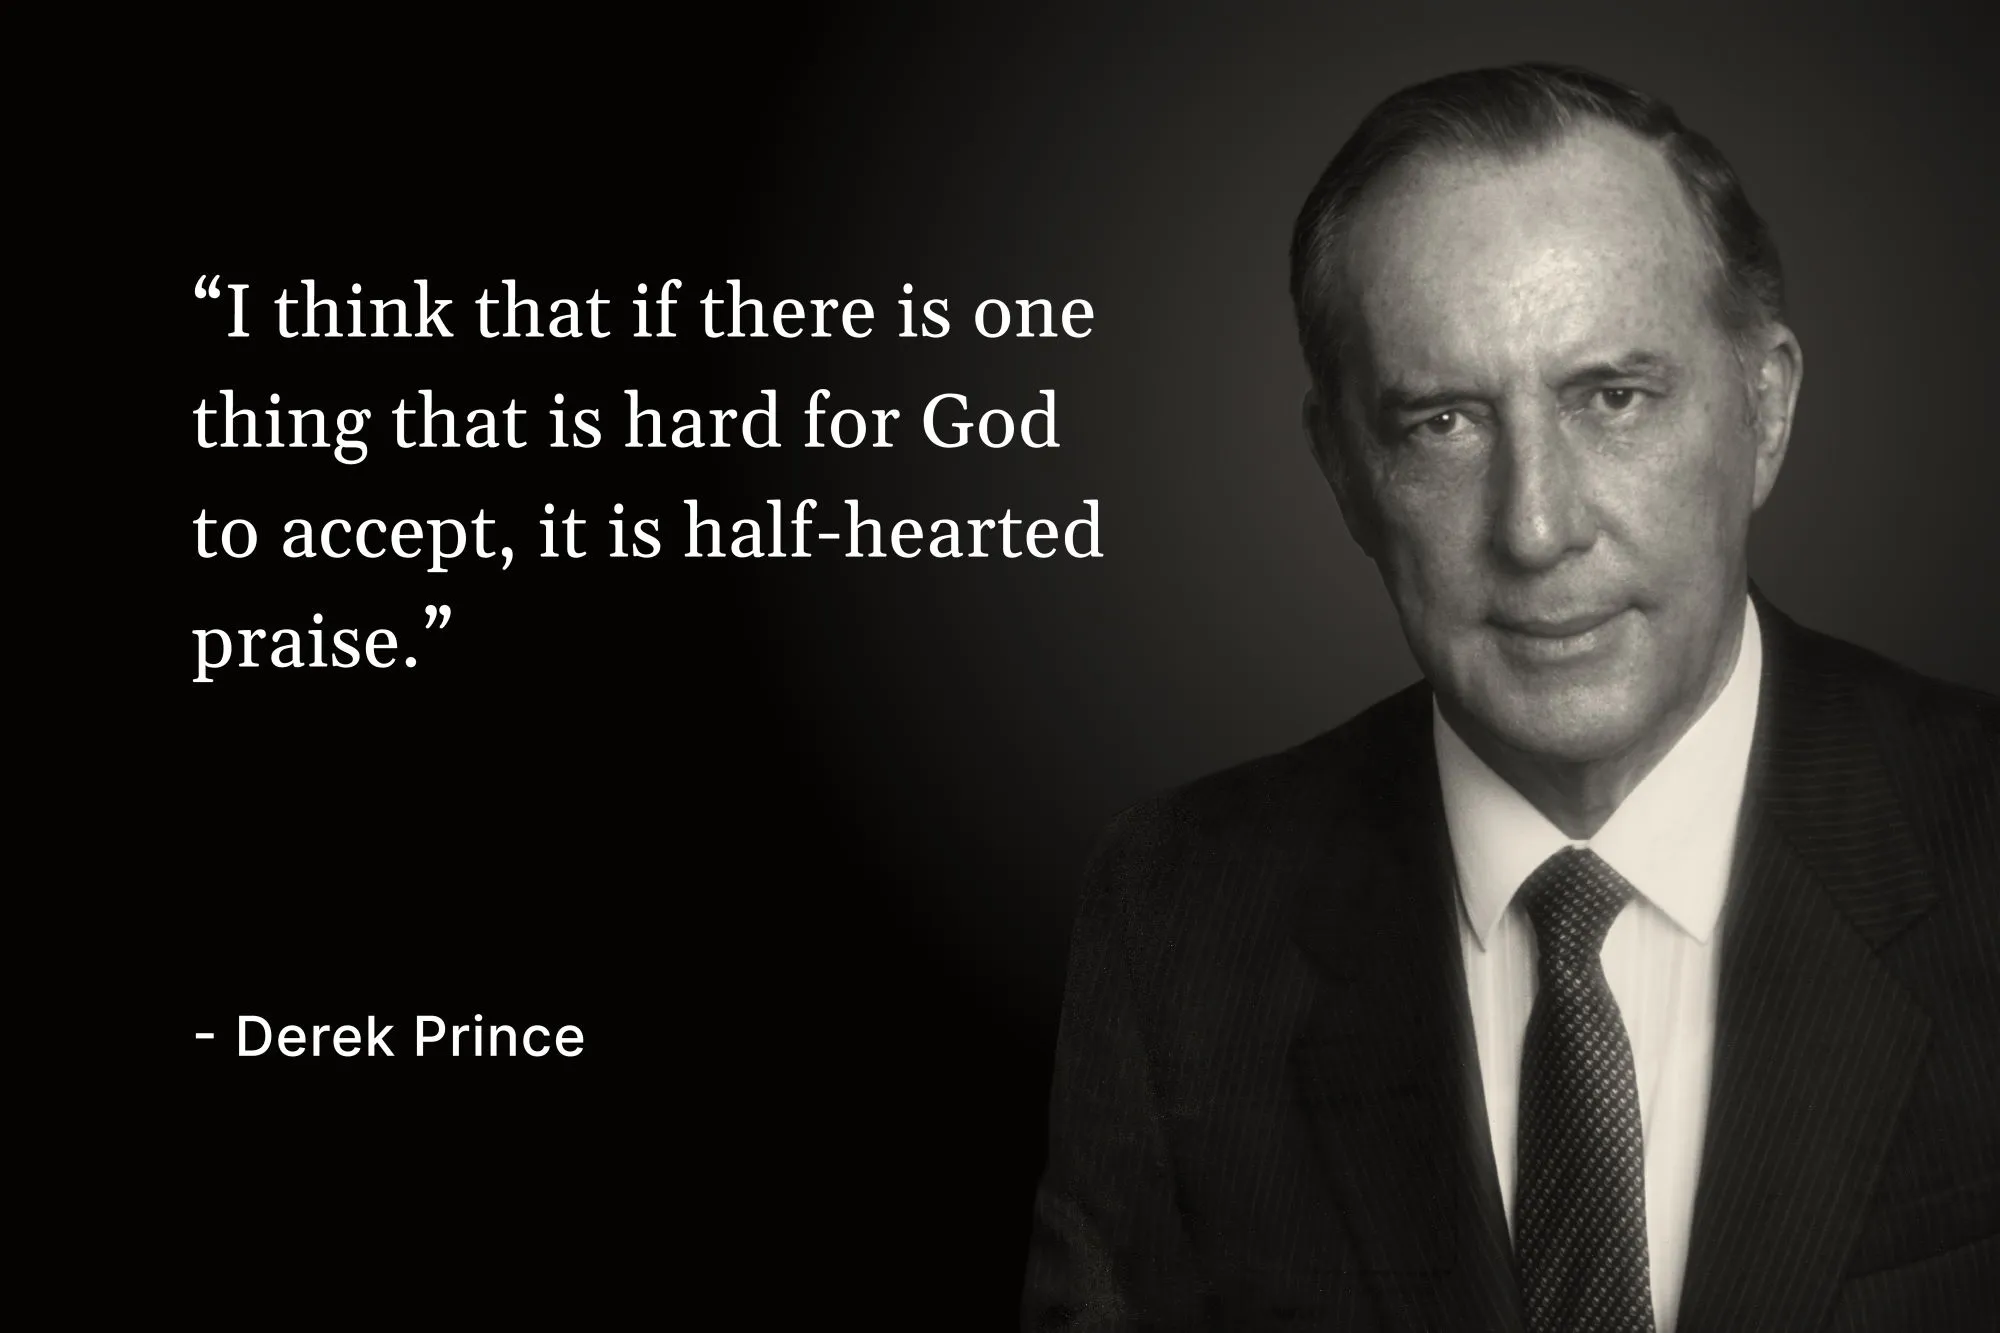 “I think that if there is one
thing that is hard for God
to accept, it is half-hearted
praise.”
- Derek Prince